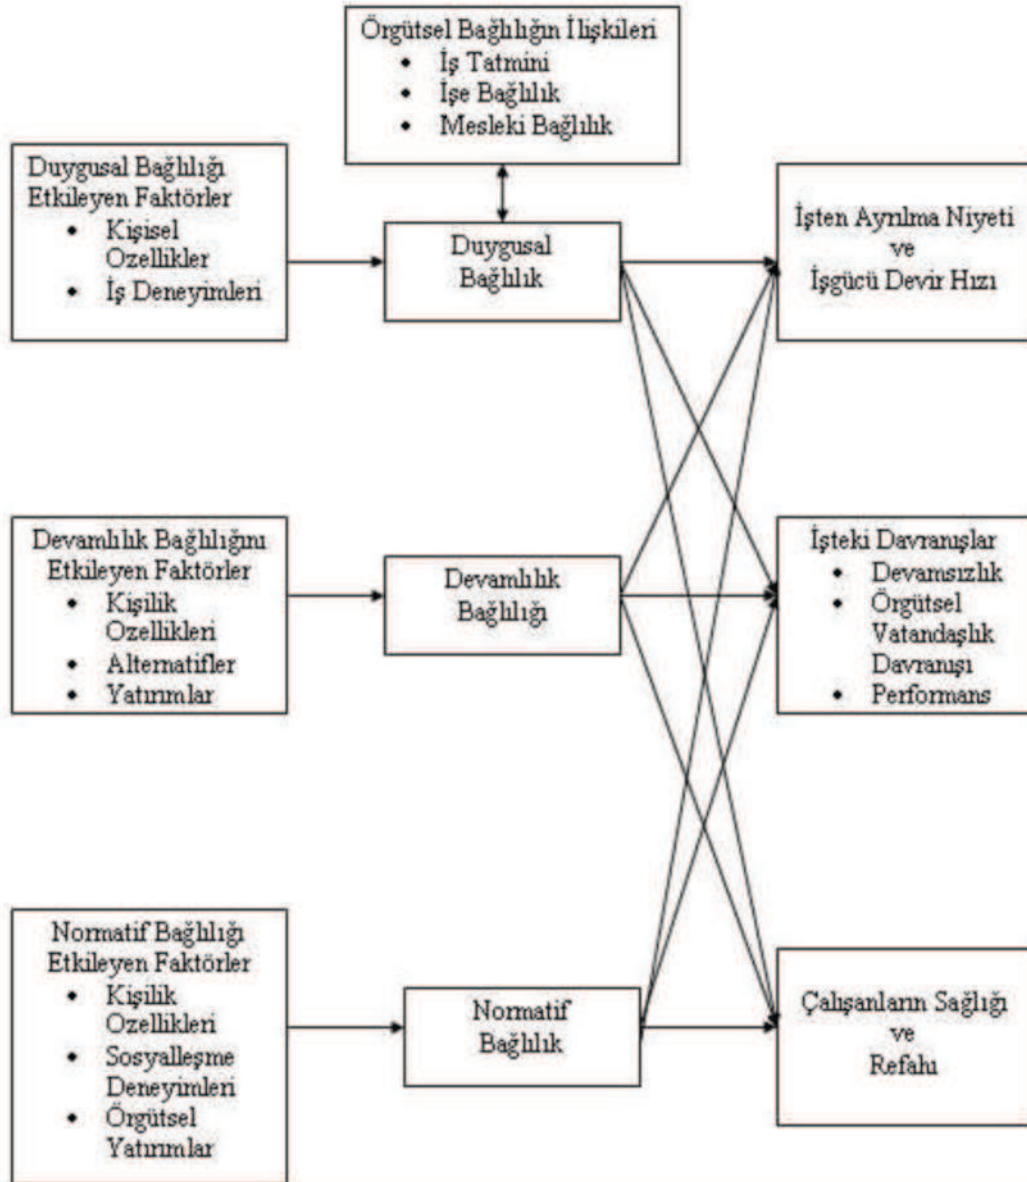 Örgütsel Bağlılığın İlişkileri
• İş Tatmini
• İşe Bağlılık
• Mesleki Bağlılık
Duygusal Bağlılığı
Etkileyen Faktörler
• Kişisel
Ozellikler
• İş Deneyimleri
Duygusal
Bağlılık
İşten Ayrılma Niyeti
ve
İşgücü Devir Hızı
Devamlılık Bağlılığını
Etkileyen Faktörler
• Kişilik
Ozellikleri
• Alternatifler
• Yatırımlar
Devamlılık
Bağlılığı
İşteki Davranışlar
• Devamsızlık
• Örgütsel
Vatandaşlık
Davranışı
• Performans
Normatif Bağlılığı
Etkileyen Faktörler
• Kişilik
Ozellikleri
• Sosyalleşme
Deneyimleri
• Örgütsel
Yatırımlar
Normatif
Bağlılık
Çalışanların Sağlığı
ve
Refahı